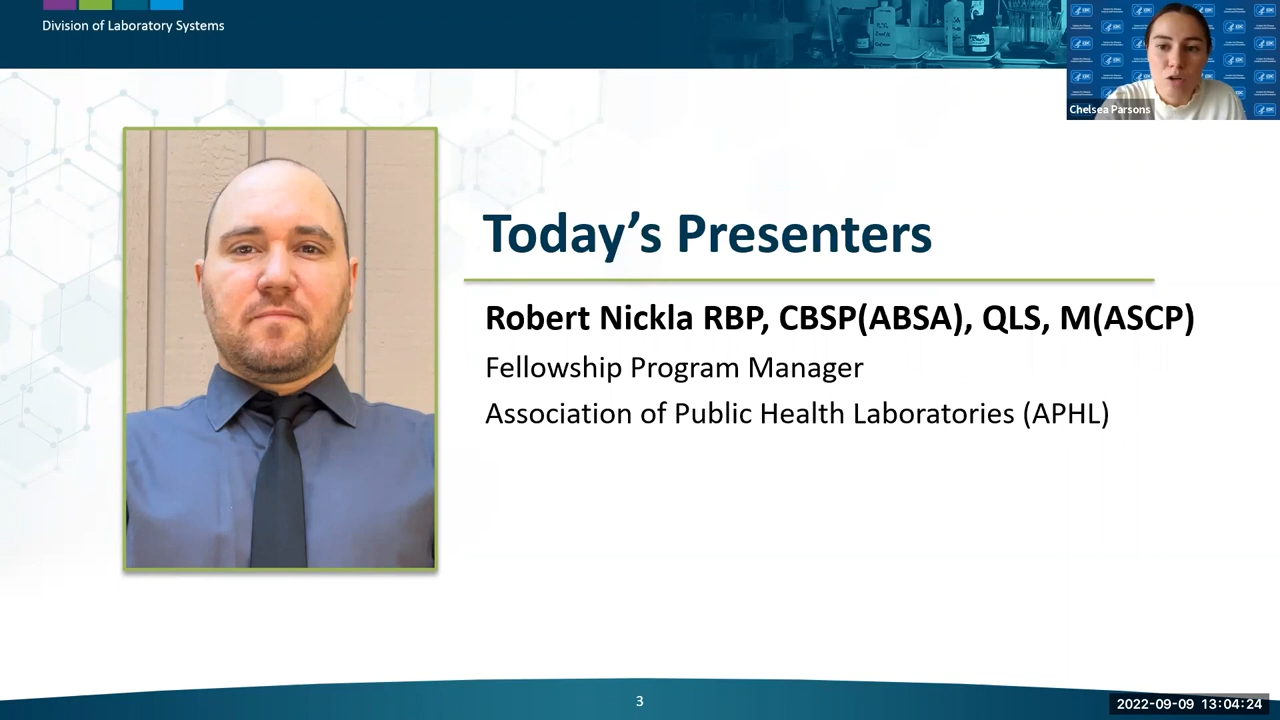 Division of Laboratory Systems
Chelsea Parsons
Today’s Presenters
Robert Nickla RBP, CBSP(ABSA), QLS, M(ASCP)
Fellowship Program Manager
Association of Public Health Laboratories (APHL)
3
2022-09-09 13:04:24